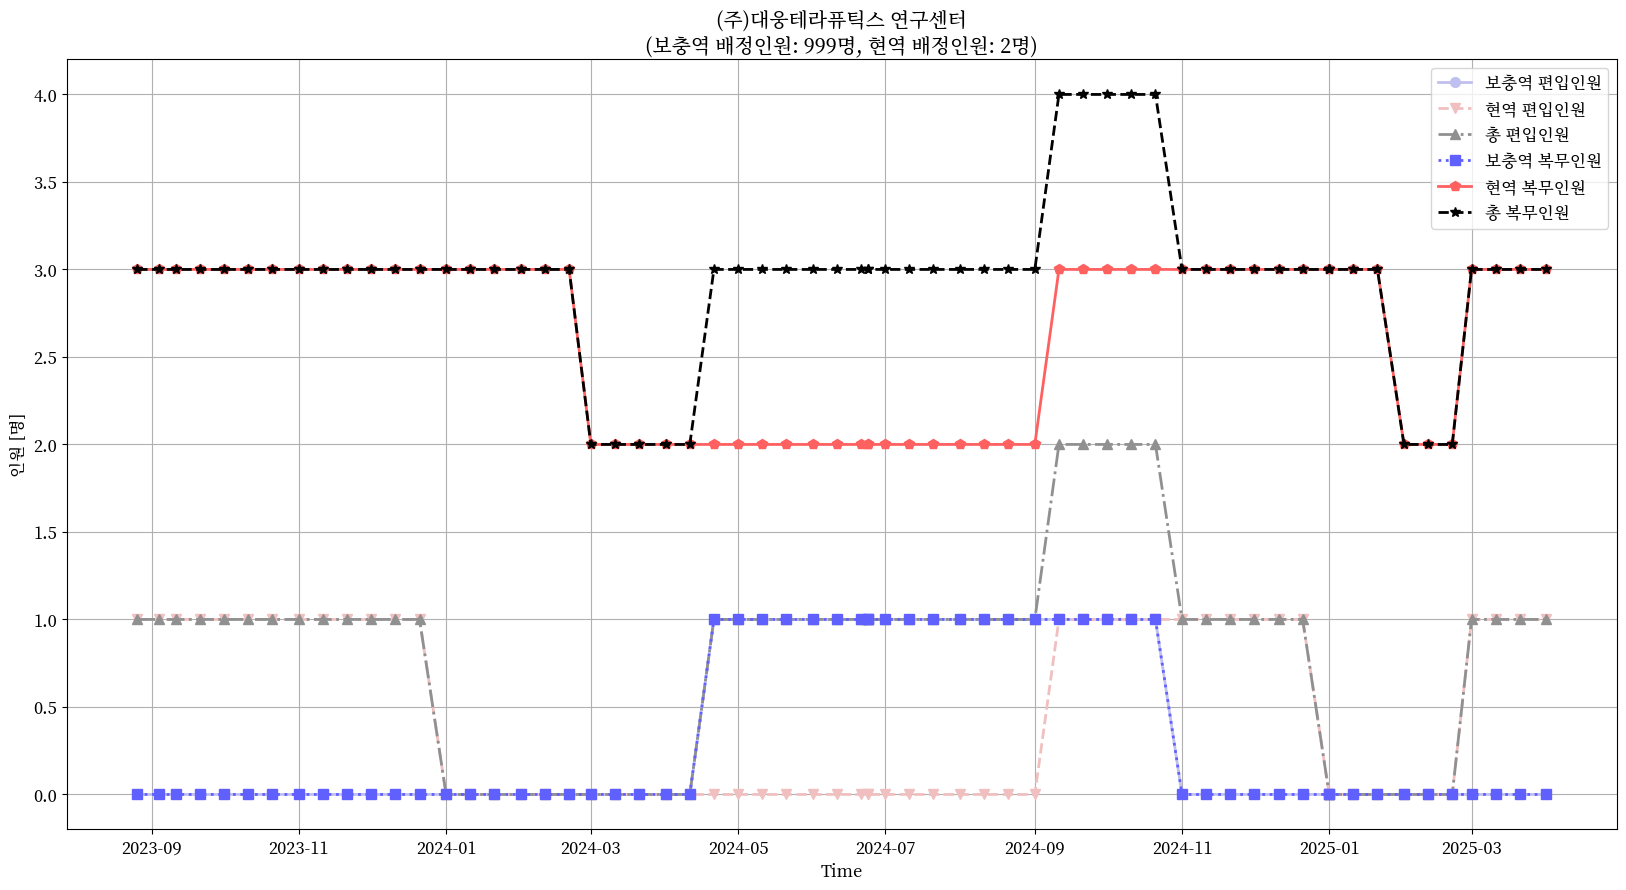 (주)대웅테라퓨틱스 연구센터
(보충역 배정인원: 999명, 현역 배정인원: 2명)
보충역 편입인원
현역 편입인원
총 편입인원
보충역 복무인원
현역 복무인원
총 복무인원
4.0
3.5
3.0
2.5
2.0
1.5
1.0
0.5
0.0
인원 [명]
2023-09 2023-11 2024-01 2024-03 2024-05 2024-07 2024-09 2024-11 2025-01 2025-03
Time